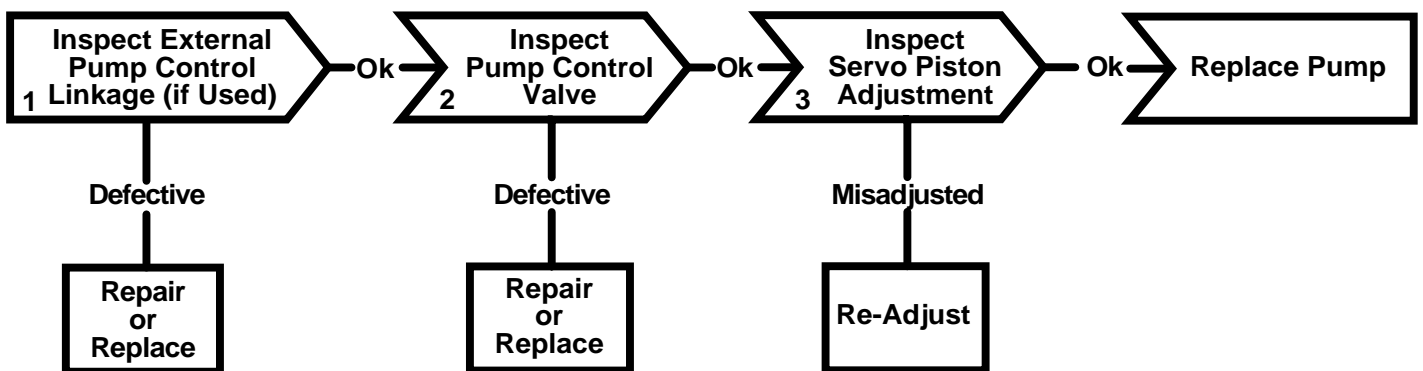 Inspect External
Pump Control
1 Linkage (if Used)
Ok
Inspect
Pump Control
2 Valve
Ok
Inspect
Servo Piston
3 Adjustment
Ok
Replace Pump
Defective
Defective
Misadjusted
Repair
or
Replace
Repair
or
Replace
Re-Adjust